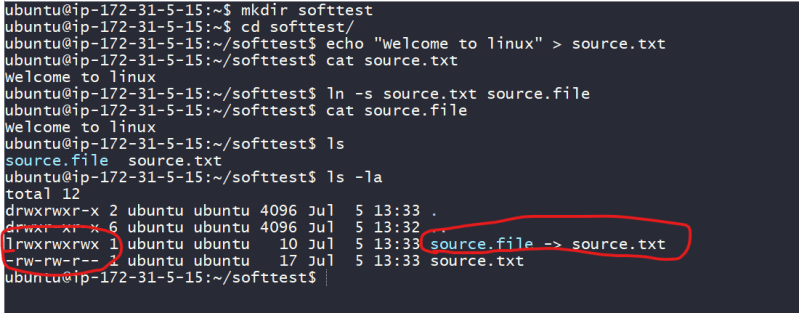 ubuntu@ip-172-31-5-15:~$ mkdir softtest
ubuntu@ip-172-31-5-15:~$ cd softtest/
ubuntu@ip-172-31-5-15:~/softtest$ echo "Welcome to linux" > source.txt
ubuntu@ip-172-31-5-15:~/softtest$ cat source.txt
Welcome to linux
ubuntu@ip-172-31-5-15:~/softtest$ ln -s source.txt source.file
ubuntu@ip-172-31-5-15:~/softtest$ cat source.file
Welcome to linux
ubuntu@ip-172-31-5-15:~/softtest$ ls
source.file  source.txt
ubuntu@ip-172-31-5-15:~/softtest$ ls -la
total 12
drwxrwxr-x 2 ubuntu ubuntu 4096 Jul  5 13:33 .
drwxr-xr-x 6 ubuntu ubuntu 4096 Jul  5 13:32 ..
lrwxrwxrwx 1 ubuntu ubuntu   10 Jul  5 13:33 source.file -> source.txt
-rw-rw-r-- 1 ubuntu ubuntu   17 Jul  5 13:33 source.txt
ubuntu@ip-172-31-5-15:~/softtest$